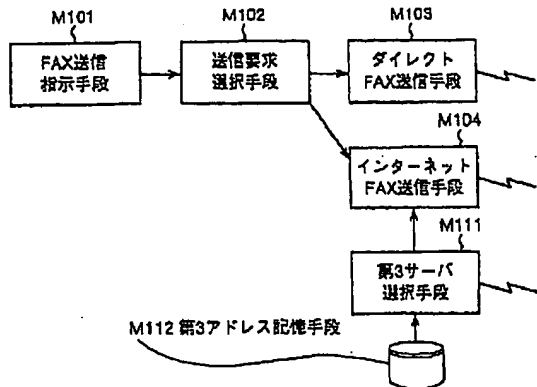 M101
FAX送信
指示手段
M102
送信要求
選択手段
M103
ダイレクト
FAX送信手段
M104
インターネット
FAX送信手段
M111
第3サーバ
選択手段
M112 第3アドレス記憶手段